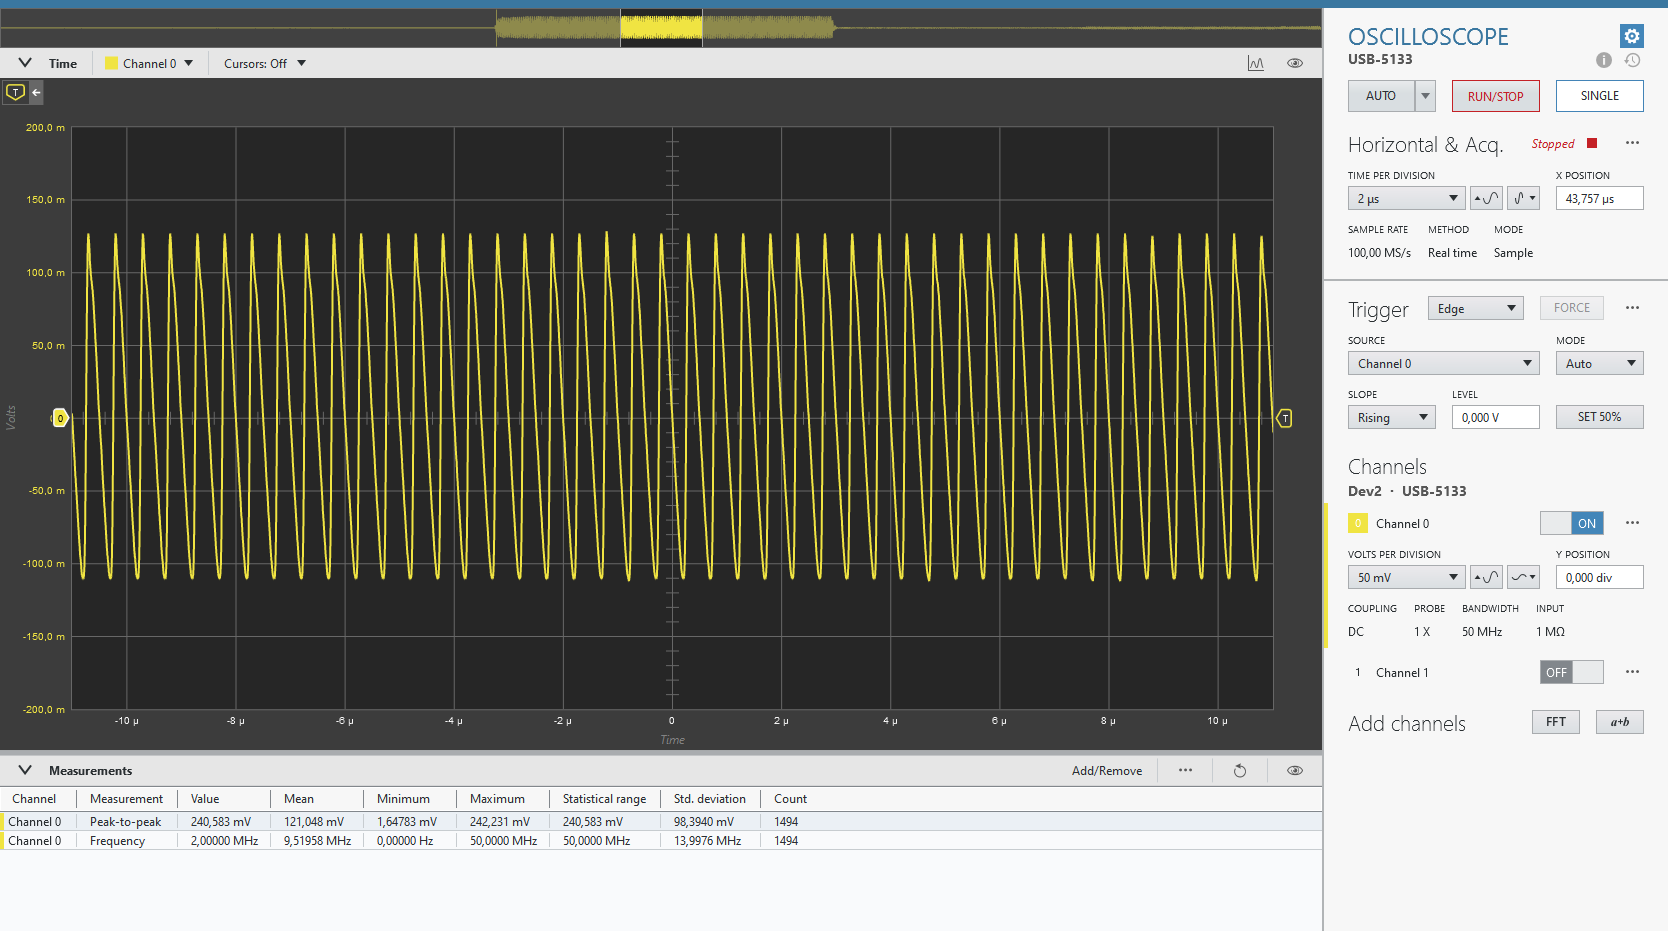 OSCILLOSCOPE
USB-5133
AUTO
RUN/STOP
SINGLE
Time
Channel 0
Cursors: Off
T
200,0 m
150,0 m
100,0 m
50,0 m
0
-50,0 m
-100,0 m
-150,0 m
-200,0 m
Volts
T
-10 µ
-8 µ
-6 µ
-4 µ
-2 µ
0
2 µ
4 µ
6 µ
8 µ
10 µ
Time
Horizontal & Acq.
Stopped
TIME PER DIVISION
X POSITION
2 µs
43,757 µs
SAMPLE RATE METHOD MODE
100,00 MS/s Real time Sample
Trigger
Edge
FORCE
SOURCE
MODE
Channel 0
Auto
SLOPE
LEVEL
Rising
0,000 V
SET 50%
Channels
Dev2 · USB-5133
0 Channel 0
ON
VOLTS PER DIVISION
Y POSITION
50 mV
0,000 div
COUPLING PROBE BANDWIDTH INPUT
DC 1 X 50 MHz 1 MΩ
1 Channel 1
OFF
Add channels
FFT
a+b
Measurements
Add/Remove
Channel Measurement Value Mean Minimum Maximum Statistical range Std. deviation Count
Channel 0 Peak-to-peak 240,583 mV 121,048 mV 1,64783 mV 242,231 mV 240,583 mV 98,3940 mV 1494
Channel 0 Frequency 2,00000 MHz 9,51958 MHz 0,00000 Hz 50,0000 MHz 50,0000 MHz 13,9976 MHz 1494